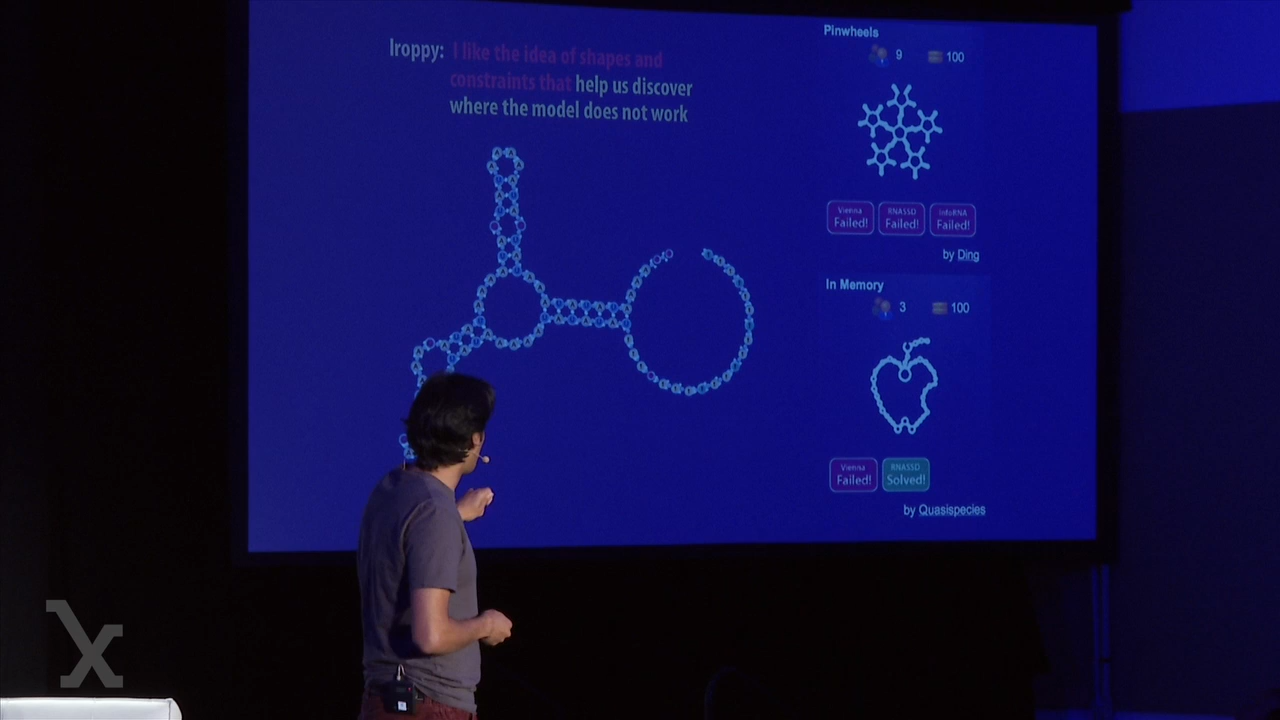 lroppy: I like the idea of shapes and
constraints that help us discover
where the model does not work
Pinwheels
9 100
Vienna
Failed!
RNASSD
Failed!
InfoRNA
Failed!
by Ding
In Memory
3 100
Vienna
Failed!
RNASSD
Solved!
by Quasispecies